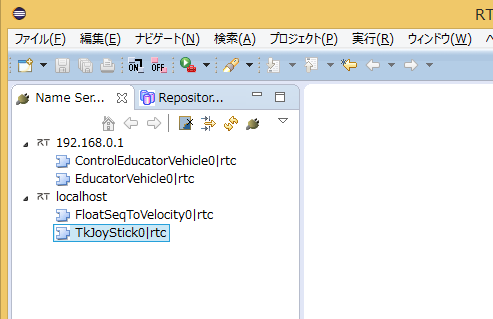 RT
ファイル(F) 編集(E) ナビゲート(N) 検索(A) プロジェクト(P) 実行(R) ウィンドウ(W)
ON OFF
Name Ser... Repositor...
RT 192.168.0.1
ControlEducatorVehicle0|rtc
EducatorVehicle0|rtc
RT localhost
FloatSeqToVelocity0|rtc
TkJoyStick0|rtc